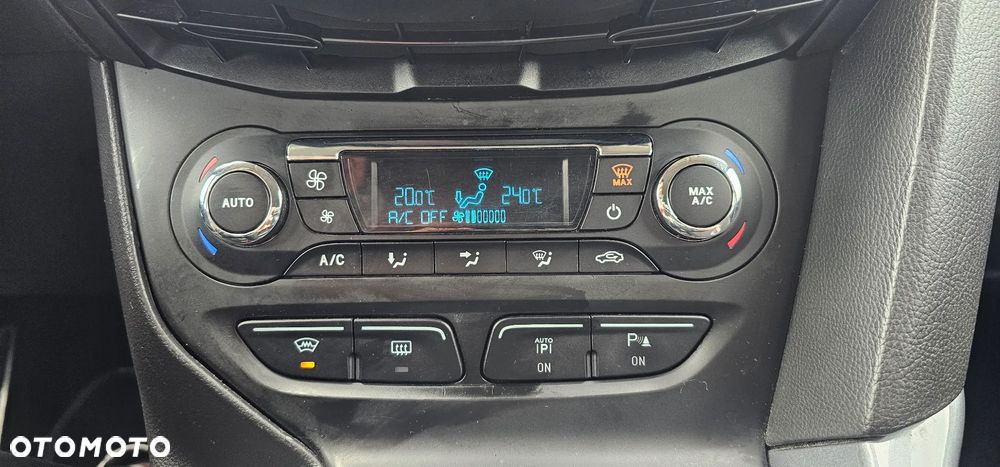 AUTO
20.0°C 24.0°C
A/C OFF
MAX
MAX
A/C
A/C
AUTO
P
ON
P
ON
OTOMOTO